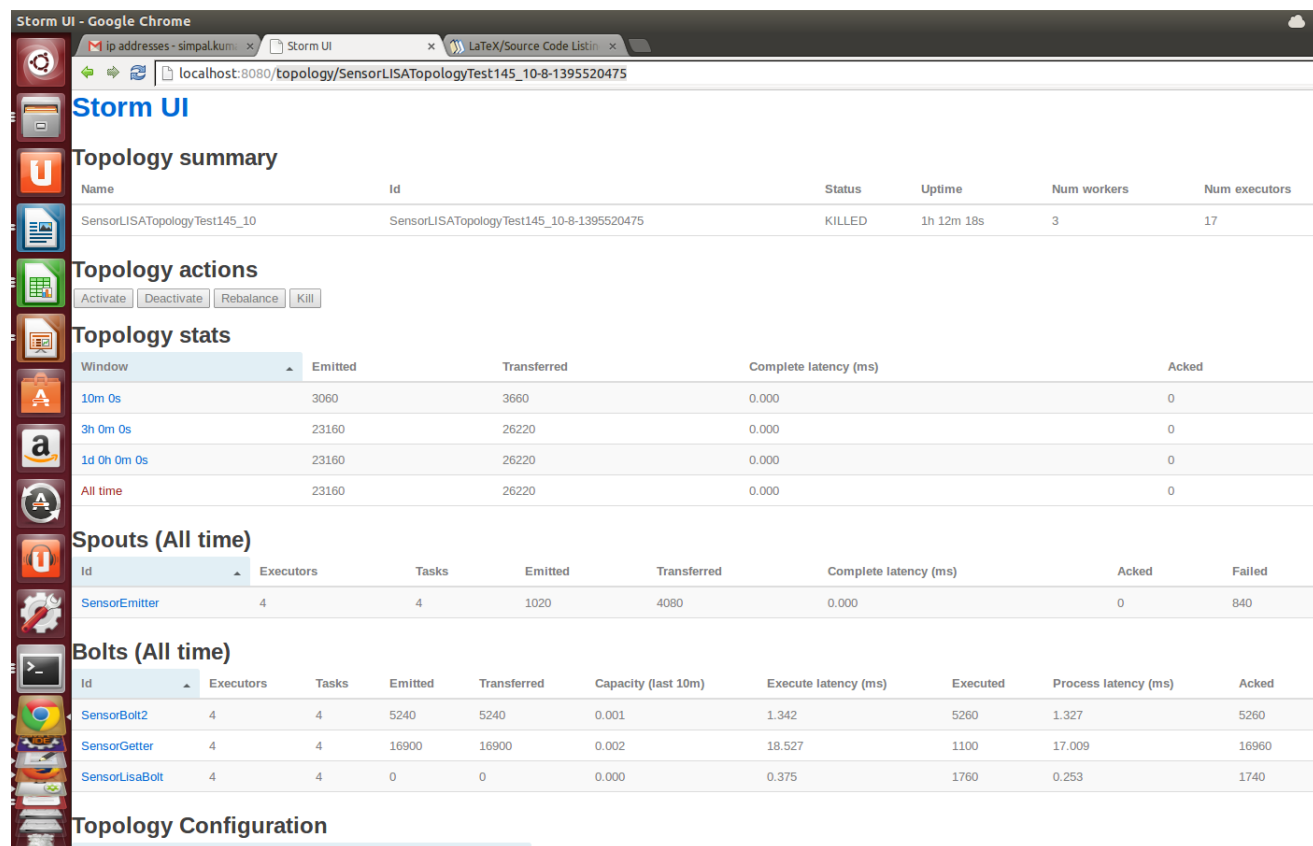 Storm UI - Google Chrome
ip addresses - simpal.kum Storm UI LaTeX/Source Code Listin
localhost:8080/topology/SensorLISATopologyTest145_10-8-1395520475
Storm UI
Topology summary
Name Id Status Uptime Num workers Num executors
SensorLISATopologyTest145_10 SensorLISATopologyTest145_10-8-1395520475 KILLED 1h 12m 18s 3 17
Topology actions
Activate Deactivate Rebalance Kill
Topology stats
Window Emitted Transferred Complete latency (ms) Acked
10m 0s 3060 3660 0.000 0
3h 0m 0s 23160 26220 0.000 0
1d 0h 0m 0s 23160 26220 0.000 0
All time 23160 26220 0.000 0
Spouts (All time)
Id Executors Tasks Emitted Transferred Complete latency (ms) Acked Failed
SensorEmitter 4 4 1020 4080 0.000 0 840
Bolts (All time)
Id Executors Tasks Emitted Transferred Capacity (last 10m) Execute latency (ms) Executed Process latency (ms) Acked
SensorBolt2 4 4 5240 5240 0.001 1.342 5260 1.327 5260
SensorGetter 4 4 16900 16900 0.002 18.527 1100 17.009 16960
SensorLisaBolt 4 4 0 0 0.000 0.375 1760 0.253 1740
Topology Configuration